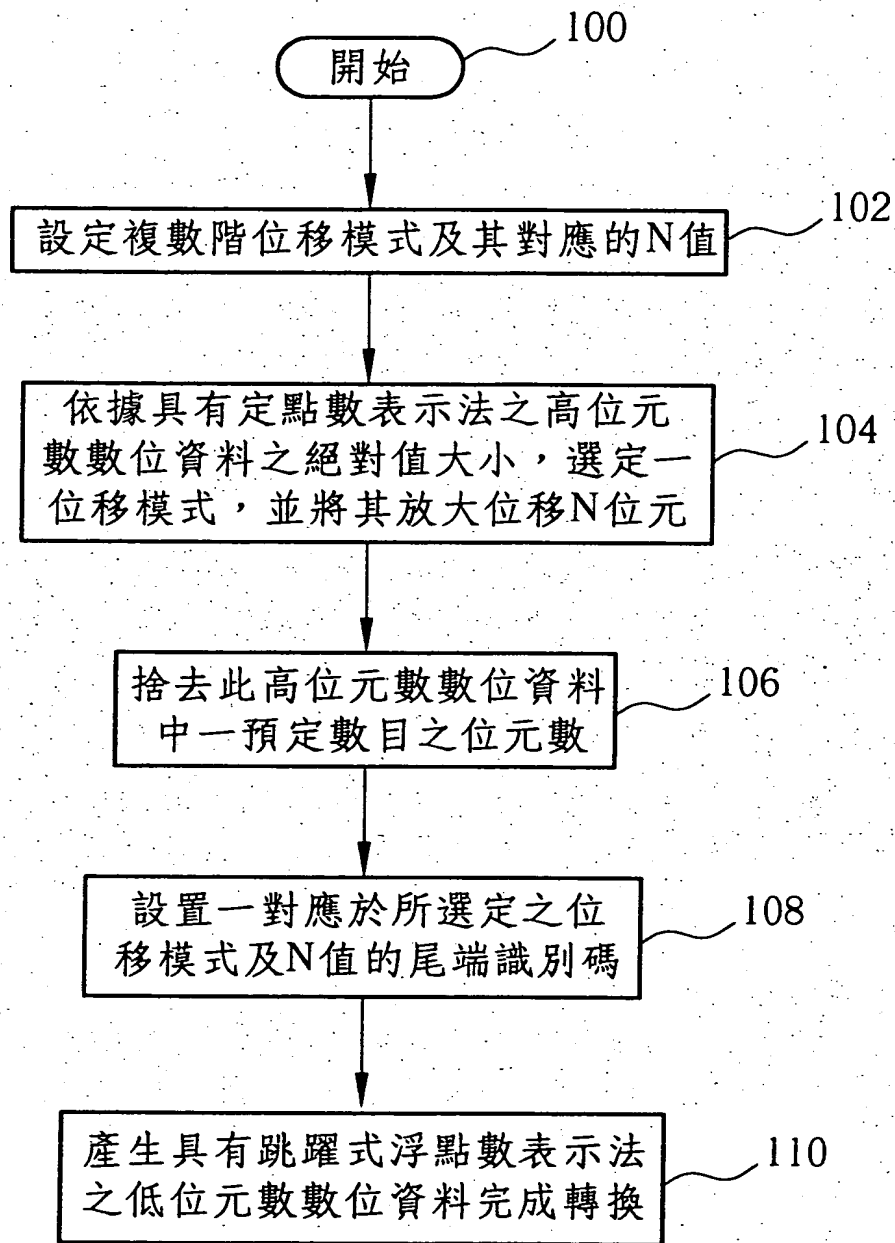 100
開始
102
設定複數階位移模式及其對應的N值
依據具有定點數表示法之高位元
數數位資料之絕對值大小，選定一
位移模式，並將其放大位移N位元
104
捨去此高位元數數位資料
中一預定數目之位元數
106
設置一對應於所選定之位
移模式及N值的尾端識別碼
108
產生具有跳躍式浮點數表示法
之低位元數數位資料完成轉換
110